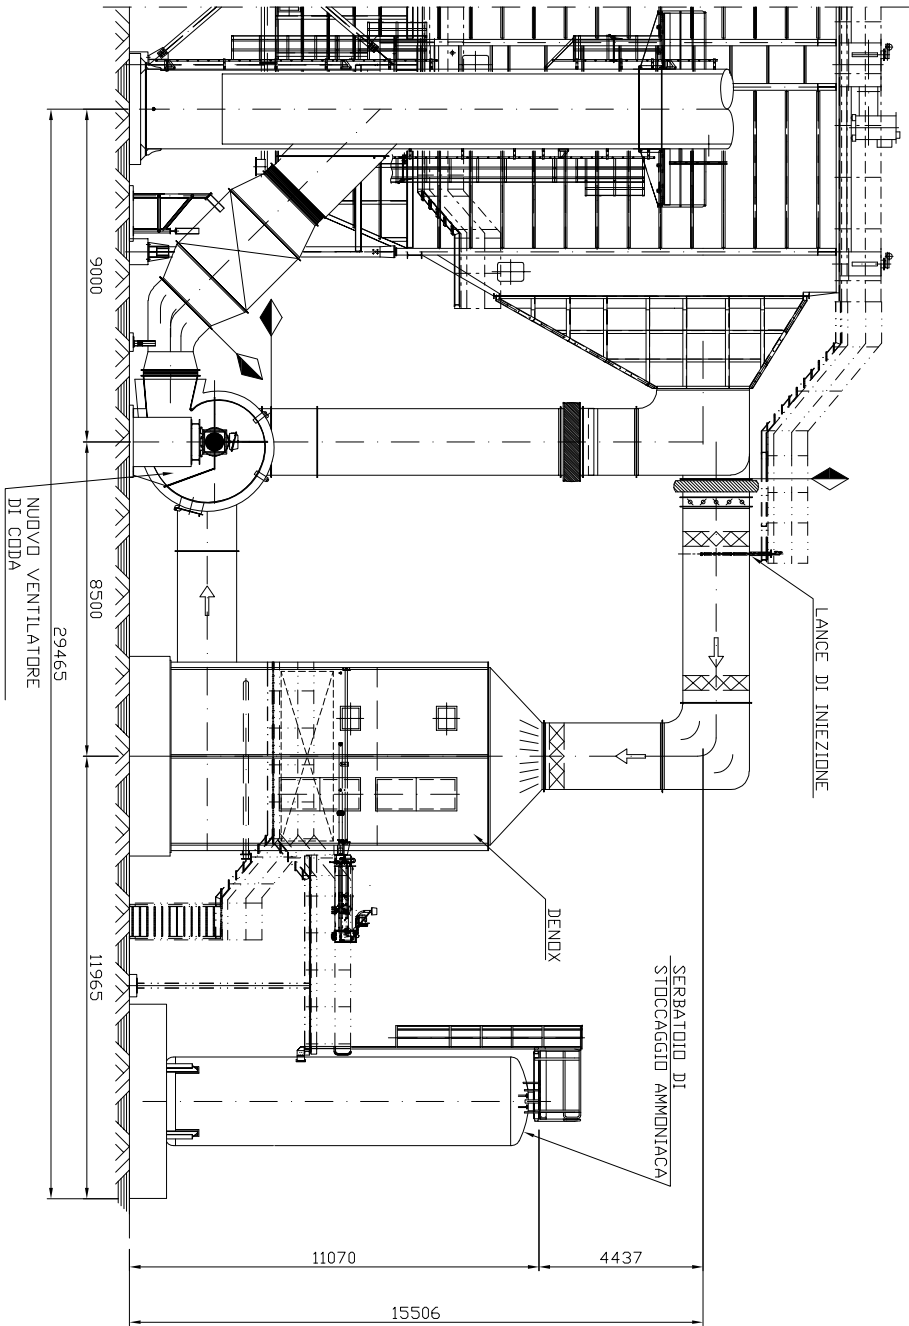 LANCE DI INIEZIONE
DENOX
SERBATOIO DI
STOCCAGGIO AMMONIACA
NUOVO VENTILATORE
DI CODA
9000
8500
11965
29465
11070
4437
15506